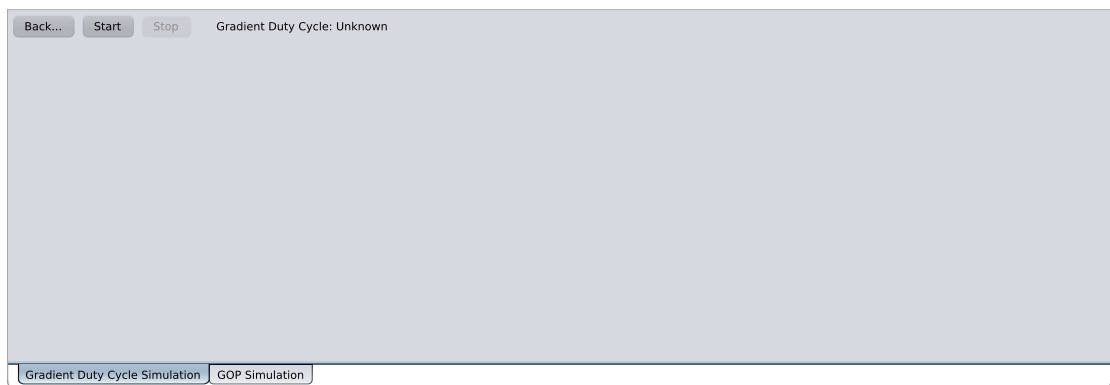 Back... Start Stop Gradient Duty Cycle: Unknown
Gradient Duty Cycle Simulation GOP Simulation